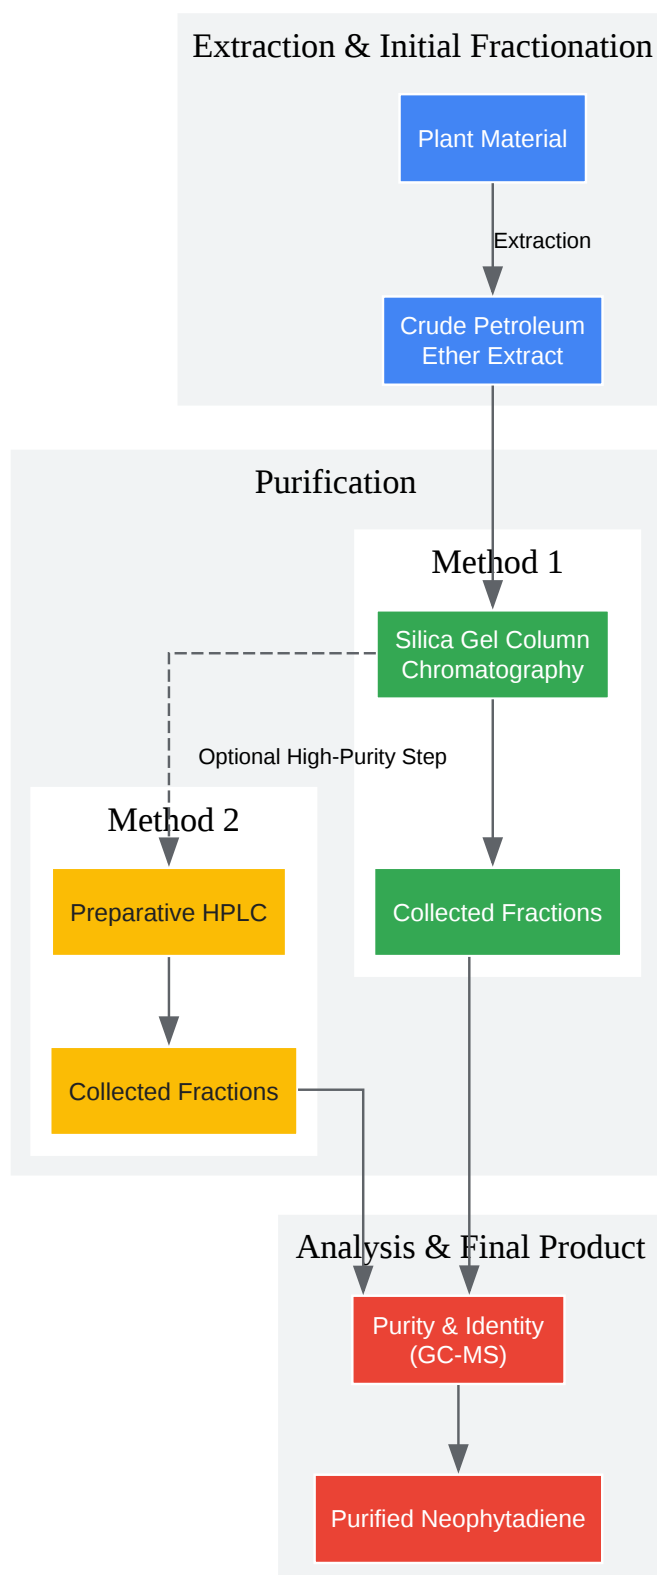 Extraction & Initial Fractionation
Plant Material
Extraction
Crude Petroleum
Ether Extract
Purification
Method 1
Silica Gel Column
Chromatography
Optional High-Purity Step
Method 2
Preparative HPLC
Collected Fractions
Collected Fractions
Analysis & Final Product
Purity & Identity
(GC-MS)
Purified Neophytadiene